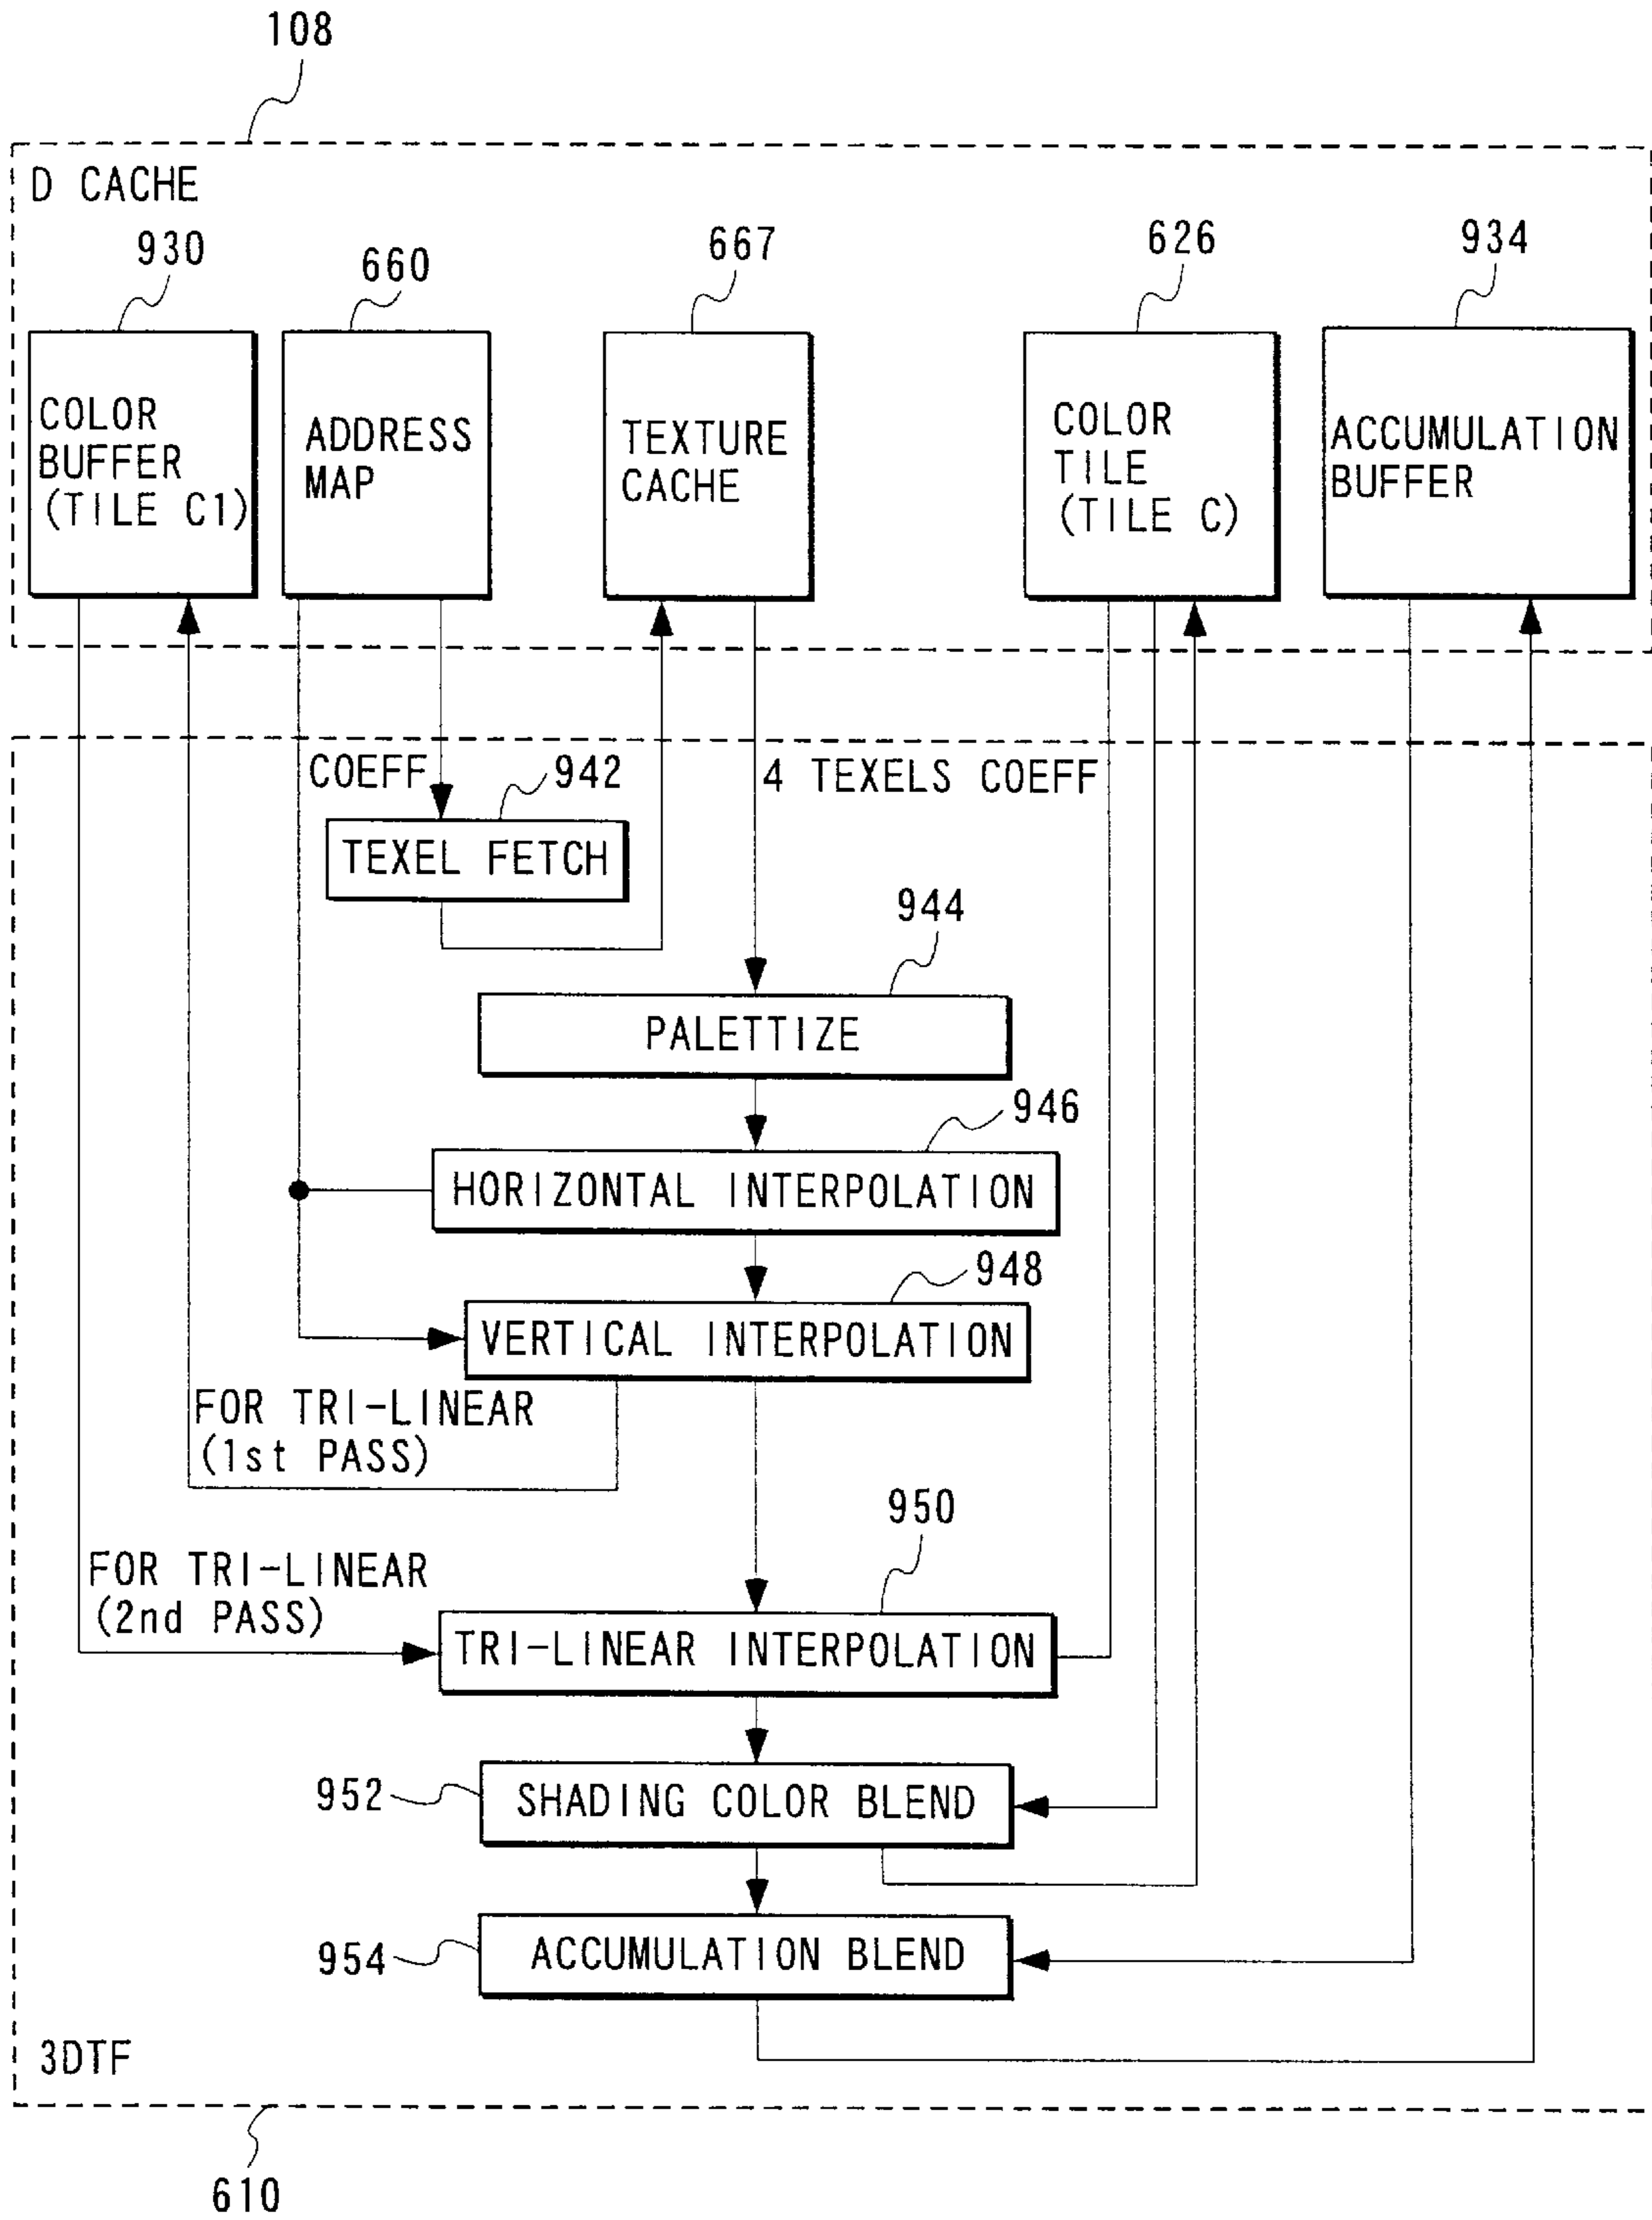 108
D CACHE
930
660
667
626
934
COLOR
BUFFER
(TILE C1)
ADDRESS
MAP
TEXTURE
CACHE
COLOR
TILE
(TILE C)
ACCUMULATION
BUFFER
COEFF
942
4 TEXELS COEFF
TEXEL FETCH
944
PALETTIZE
946
HORIZONTAL INTERPOLATION
948
VERTICAL INTERPOLATION
FOR TRI-LINEAR
(1st PASS)
950
FOR TRI-LINEAR
(2nd PASS)
TRI-LINEAR INTERPOLATION
952
SHADING COLOR BLEND
954
ACCUMULATION BLEND
3DTF
610